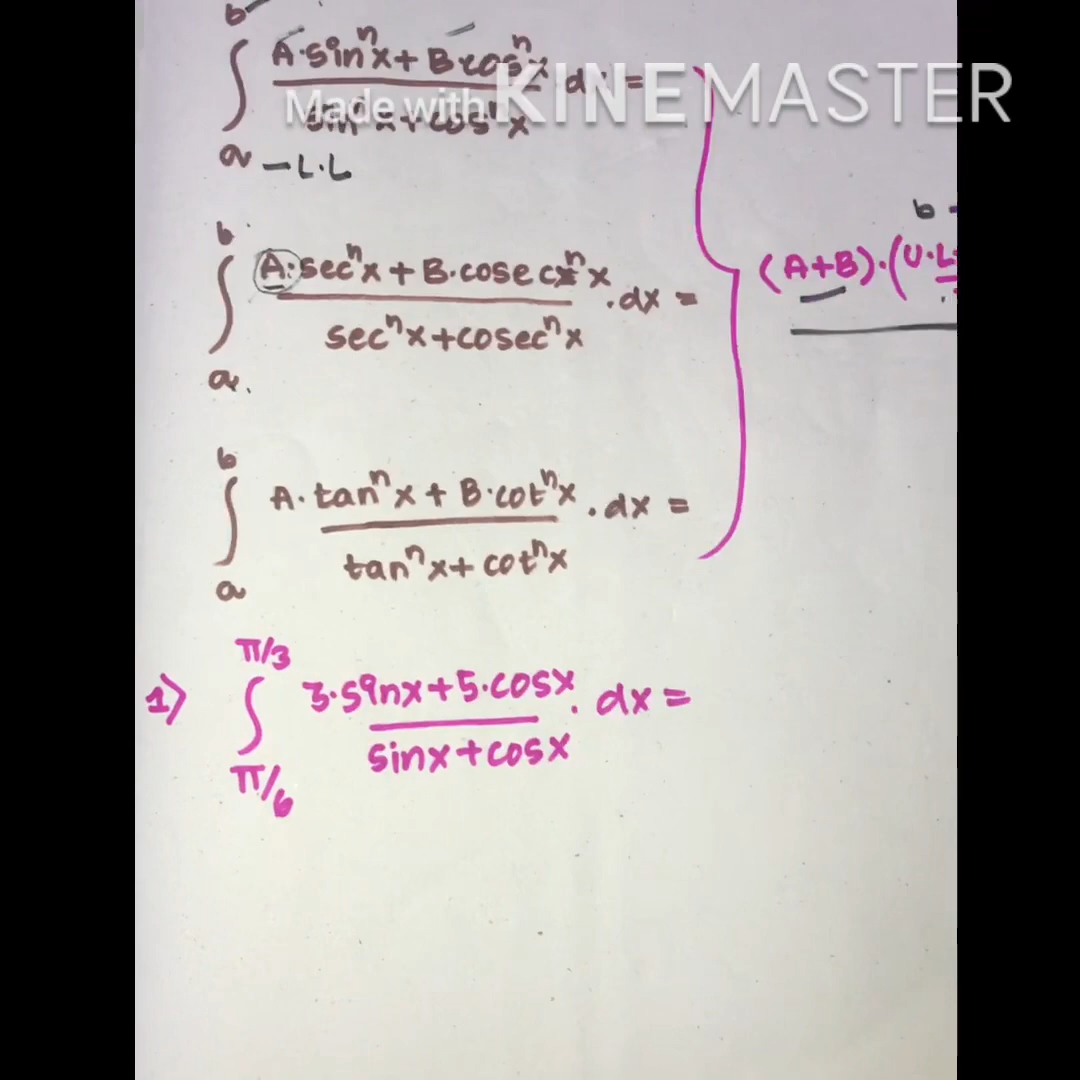 b
∫ A·sinⁿx + B·cosⁿx dx =
sinⁿx + cosⁿx
Made with KINEMASTER
a – L·L
b
∫ A·secⁿx + B·cosecⁿx .dx =
secⁿx + cosecⁿx
a.
b -
(A+B)·(U·L
b
∫ A·tanⁿx + B·cotⁿx .dx =
tanⁿx + cotⁿx
a
π/3
1) ∫ 3·sinx + 5·cosx . dx =
sinx + cosx
π/6